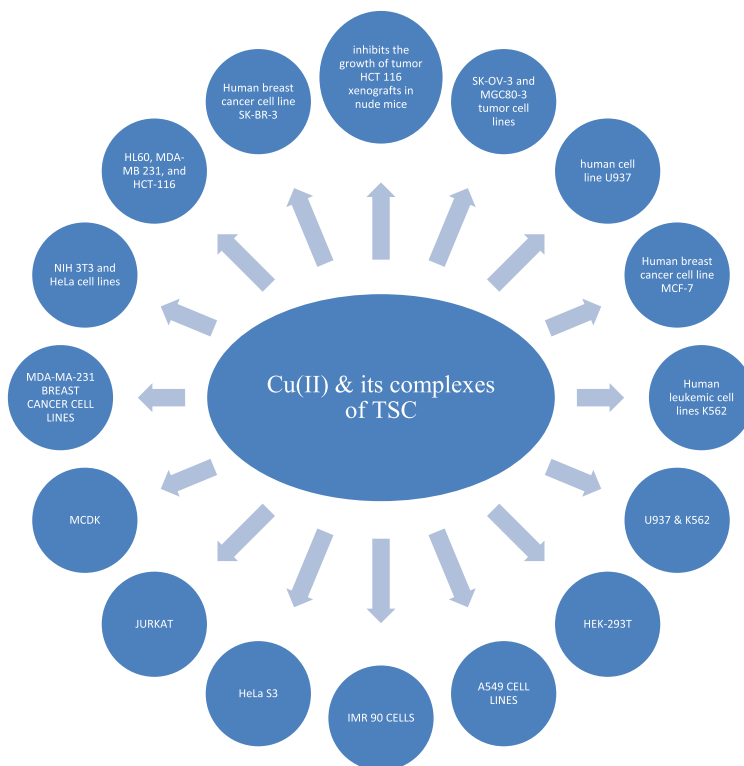 inhibits the
growth of tumor
HCT 116
xenografts in
nude mice
SK-OV-3 and
MGC80-3
tumor cell
lines
human cell
line U937
Human breast
cancer cell line
MCF-7
Human
leukemic cell
lines K562
U937 & K562
HEK-293T
A549 CELL
LINES
IMR 90 CELLS
HeLa S3
JURKAT
MCDK
MDA-MA-231
BREAST
CANCER CELL
LINES
NIH 3T3 and
HeLa cell lines
HL60, MDA-
MB 231, and
HCT-116
Human breast
cancer cell line
SK-BR-3
Cu(II) & its complexes
of TSC